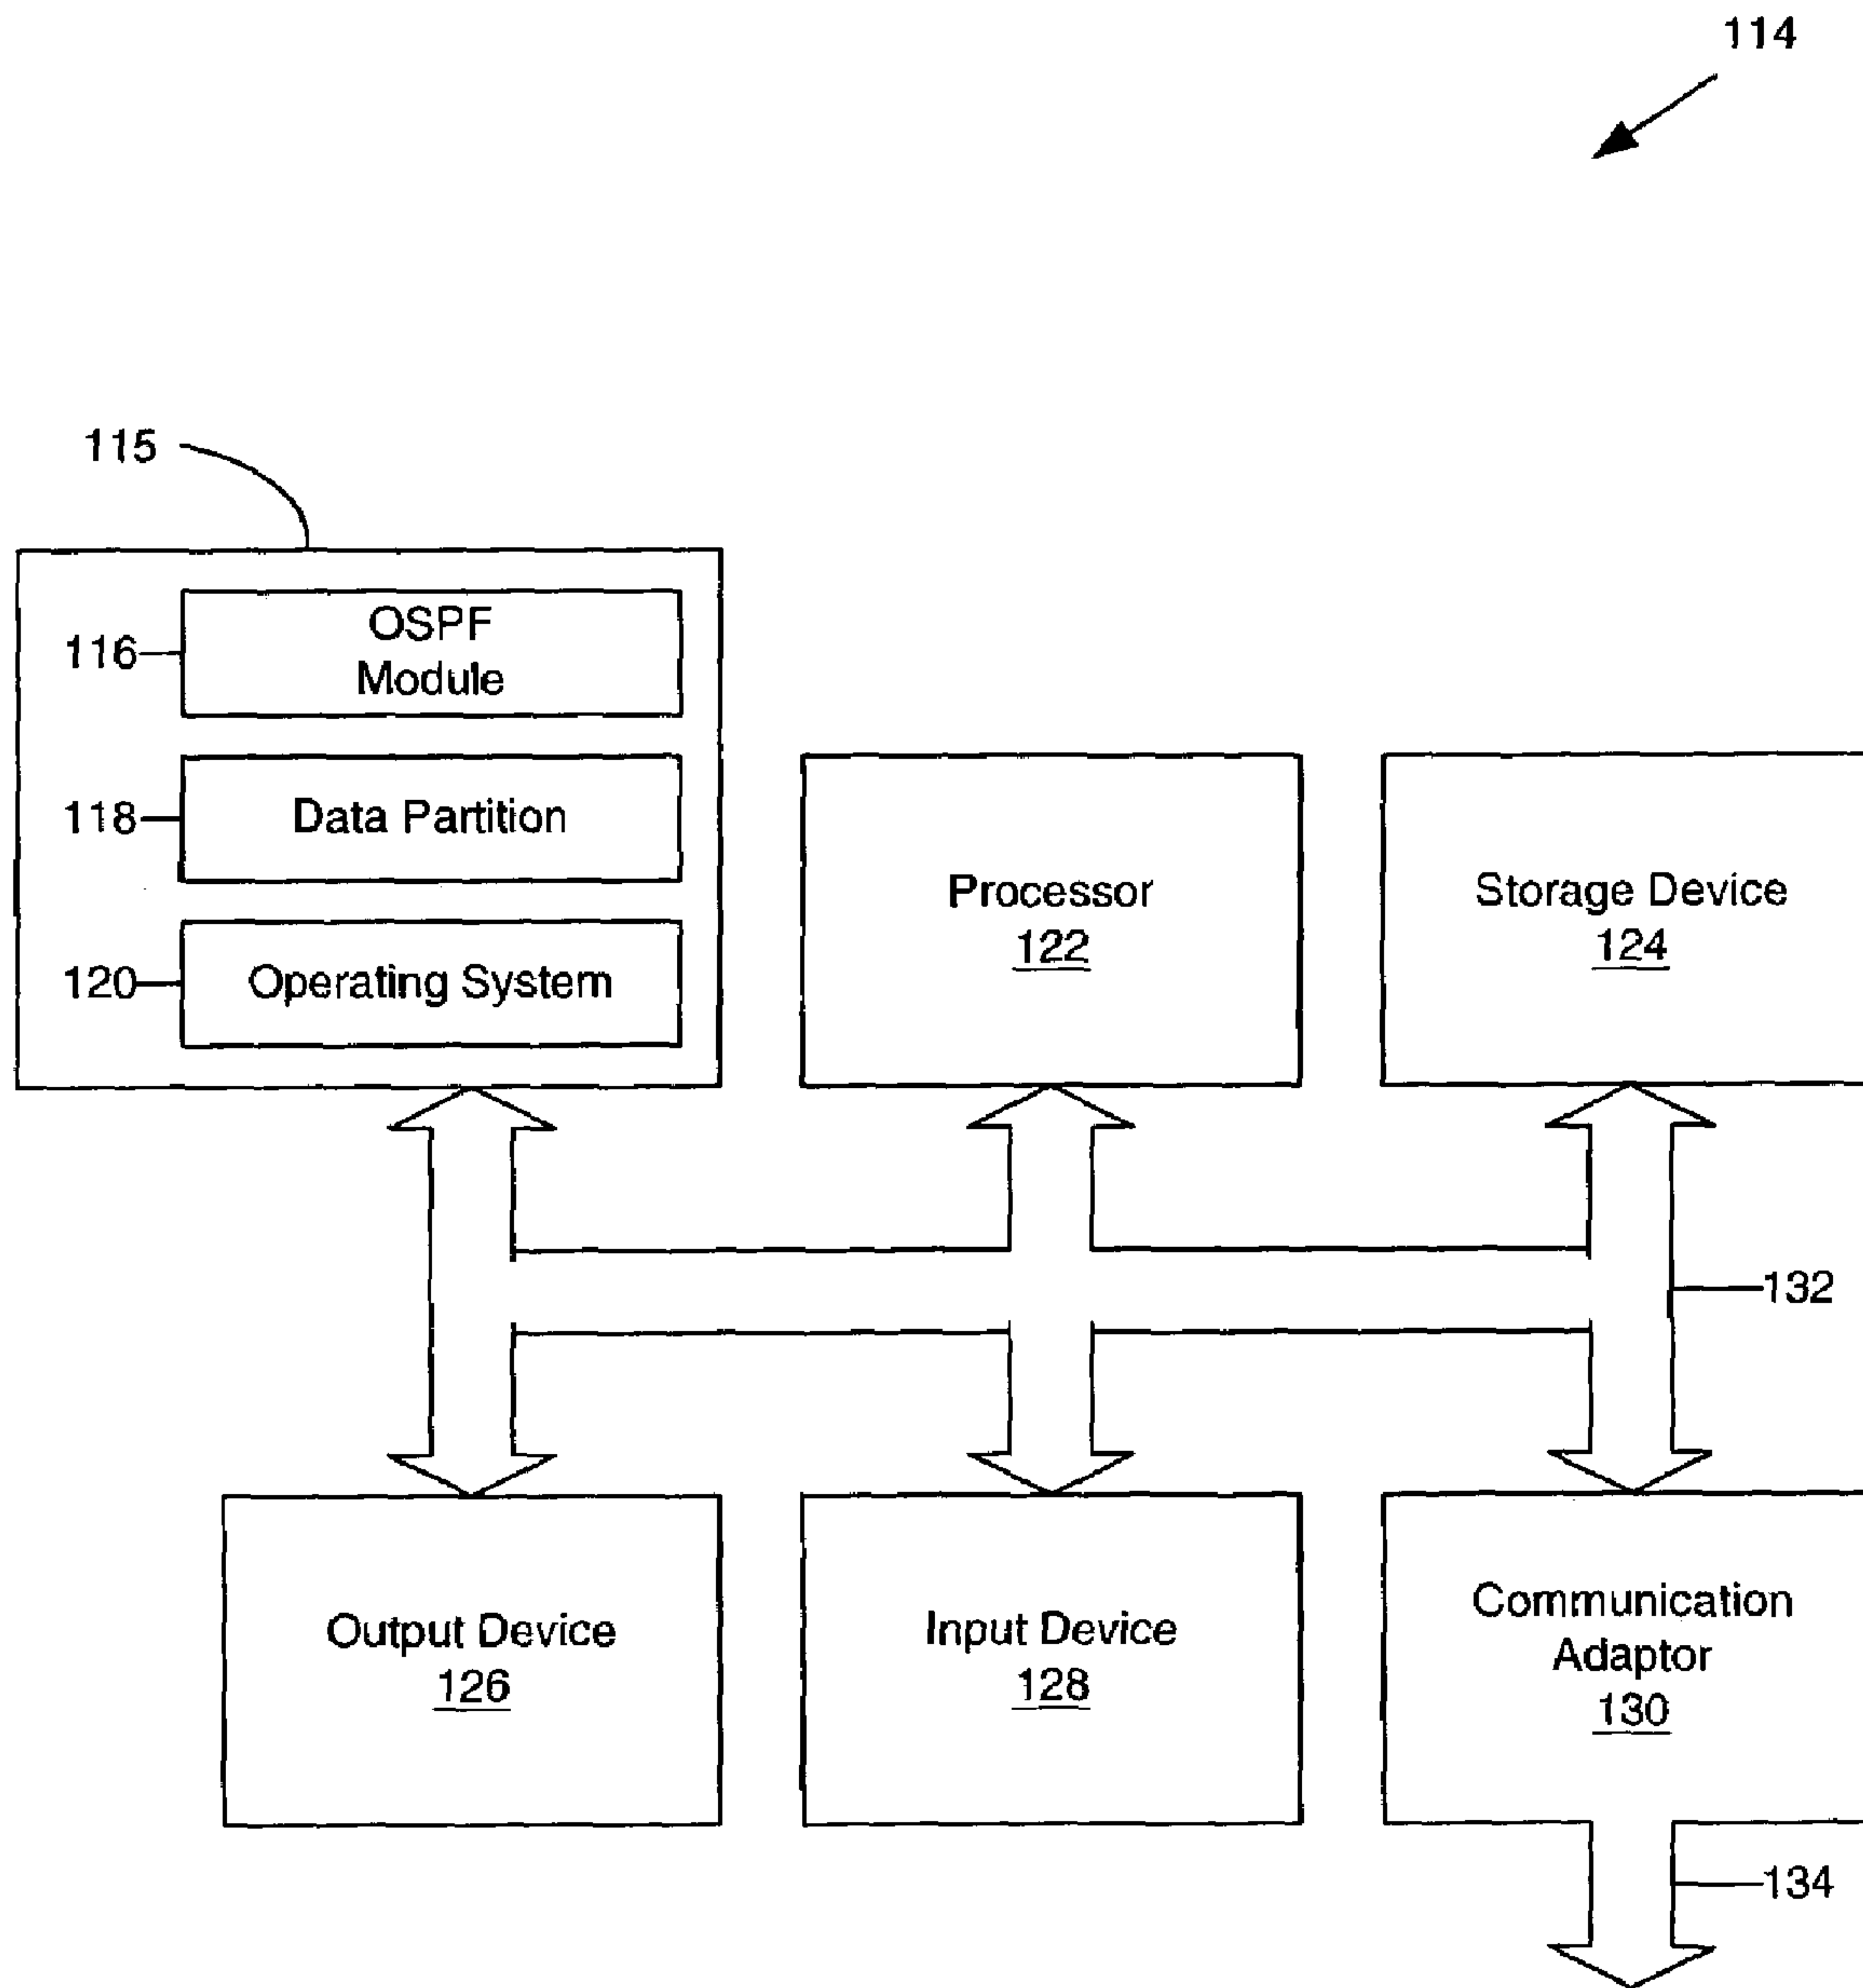 114
115
116
OSPF
Module
118
Data Partition
120
Operating System
Processor
122
Storage Device
124
132
Output Device
126
Input Device
128
Communication
Adaptor
130
134